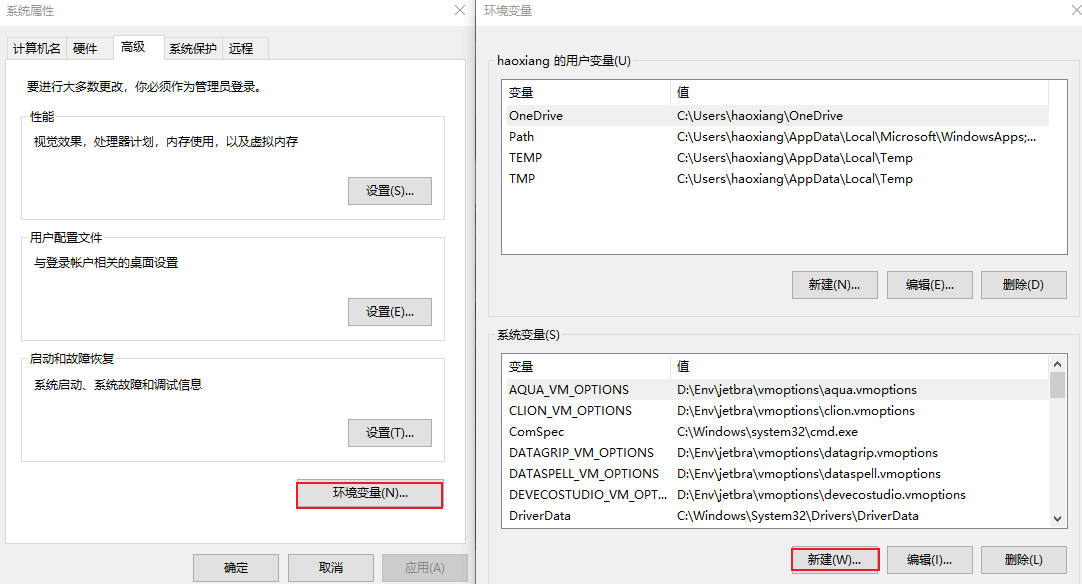 系统属性
计算机名 硬件 高级 系统保护 远程
要进行大多数更改，你必须作为管理员登录。
性能
视觉效果，处理器计划，内存使用，以及虚拟内存
设置(S)...
用户配置文件
与登录帐户相关的桌面设置
设置(E)...
启动和故障恢复
系统启动、系统故障和调试信息
设置(T)...
环境变量(N)...
确定 取消 应用(A)
环境变量
haoxiang 的用户变量(U)
变量 值
OneDrive C:\Users\haoxiang\OneDrive
Path C:\Users\haoxiang\AppData\Local\Microsoft\WindowsApps;...
TEMP C:\Users\haoxiang\AppData\Local\Temp
TMP C:\Users\haoxiang\AppData\Local\Temp
新建(N)... 编辑(E)... 删除(D)
系统变量(S)
变量 值
AQUA_VM_OPTIONS D:\Env\jetbra\vmoptions\aqua.vmoptions
CLION_VM_OPTIONS D:\Env\jetbra\vmoptions\clion.vmoptions
ComSpec C:\Windows\system32\cmd.exe
DATAGRIP_VM_OPTIONS D:\Env\jetbra\vmoptions\datagrip.vmoptions
DATASPELL_VM_OPTIONS D:\Env\jetbra\vmoptions\dataspell.vmoptions
DEVECOSTUDIO_VM_OPT... D:\Env\jetbra\vmoptions\devecostudio.vmoptions
DriverData C:\Windows\System32\Drivers\DriverData
新建(W)... 编辑(I)... 删除(L)